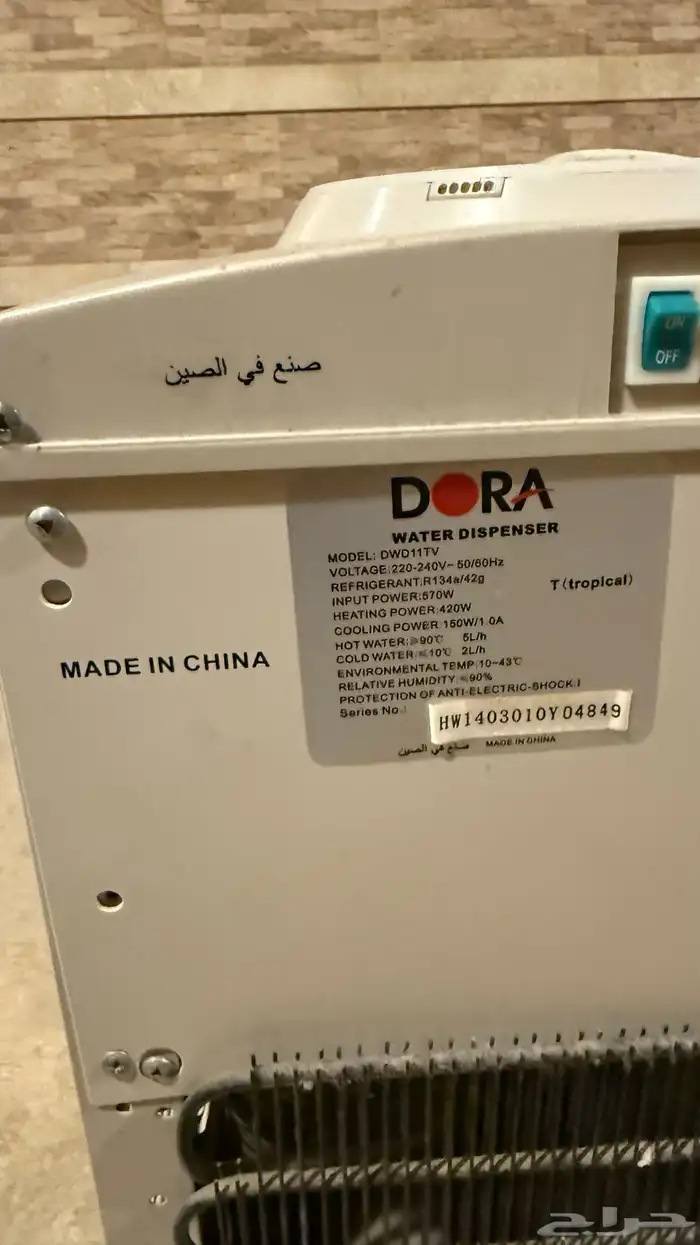 صنع في الصين
ON
OFF
DORA
WATER DISPENSER
MODEL: DWD11TV
VOLTAGE:220-240V~ 50/60Hz
REFRIGERANT:R134a/42g
T(tropical)
INPUT POWER:570W
HEATING POWER:420W
COOLING POWER 150W/1.0A
HOT WATER:≥90℃ 5L/h
COLD WATER:≤10℃ 2L/h
ENVIRONMENTAL TEMP:10~43℃
RELATIVE HUMIDITY:≤90%
PROTECTION OF ANTI-ELECTRIC-SHOCK:I
Series No.:
HW1403010Y04849
صنع في الصين MADE IN CHINA
MADE IN CHINA
حراج